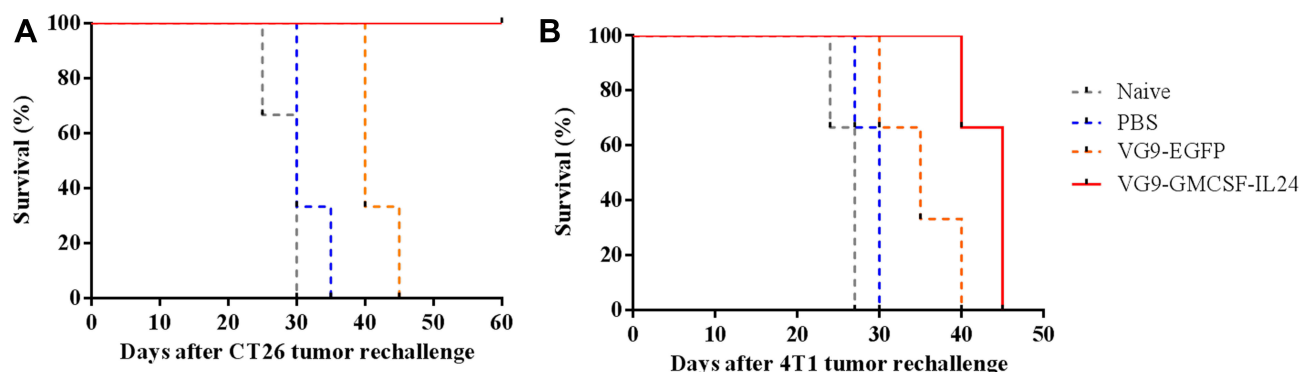 A
Survival (%)
100
80
60
40
20
0
0 10 20 30 40 50 60
Days after CT26 tumor rechallenge
B
Survival (%)
100
80
60
40
20
0
0 10 20 30 40 50
Days after 4T1 tumor rechallenge
Naive
PBS
VG9-EGFP
VG9-GMCSF-IL24